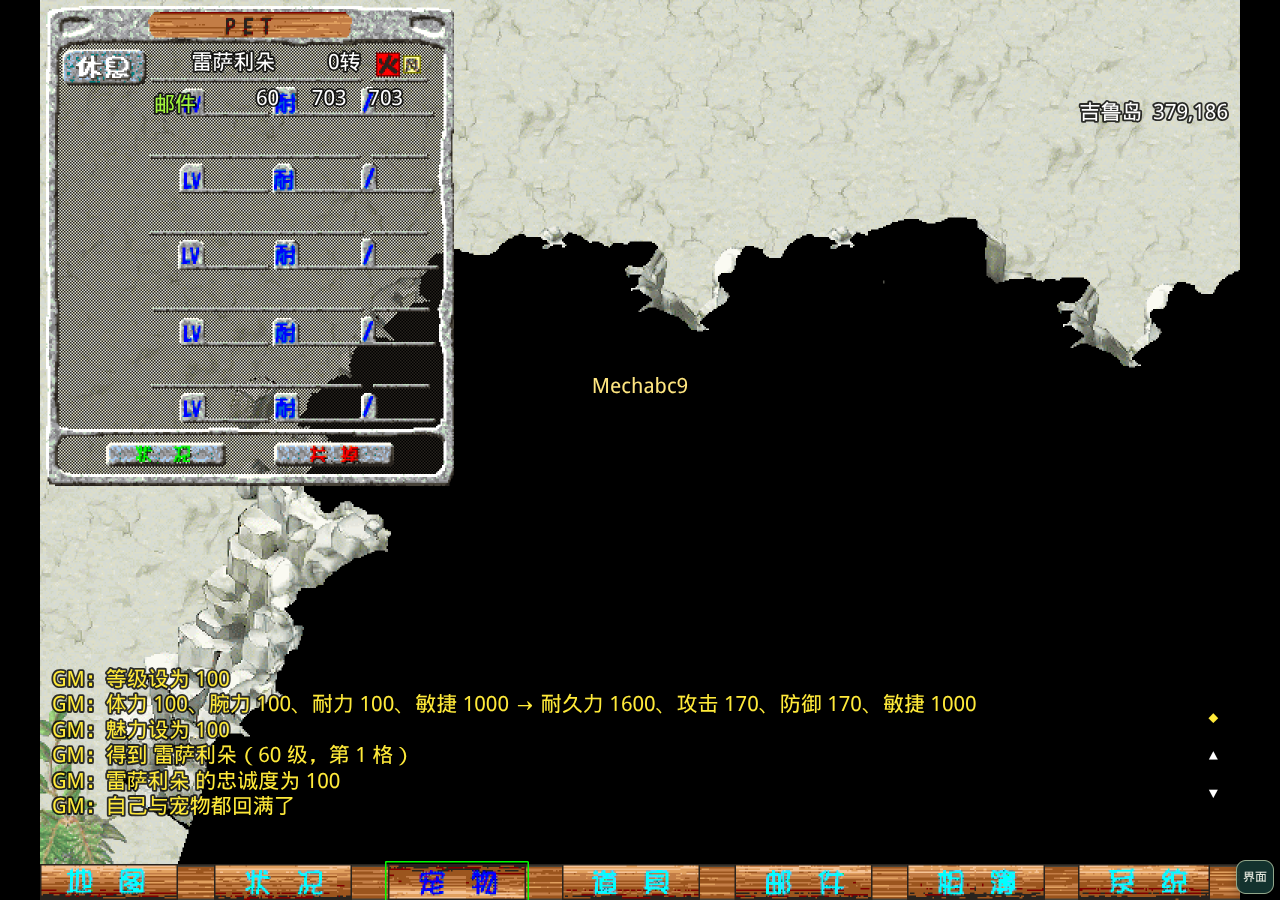 PET
休息 雷萨利朵 0转 火
邮件 60 耐 703 / 703
LV 耐 /
LV 耐 /
LV 耐 /
LV 耐 /
状况
吉鲁岛 379,186
Mechabc9
GM：等级设为 100
GM：体力 100、腕力 100、耐力 100、敏捷 1000 → 耐久力 1600、攻击 170、防御 170、敏捷 1000
GM：魅力设为 100
GM：得到 雷萨利朵（60 级，第 1 格）
GM：雷萨利朵 的忠诚度为 100
GM：自己与宠物都回满了
地图 状况 宠物 道具 邮件 相簿 系统 界面